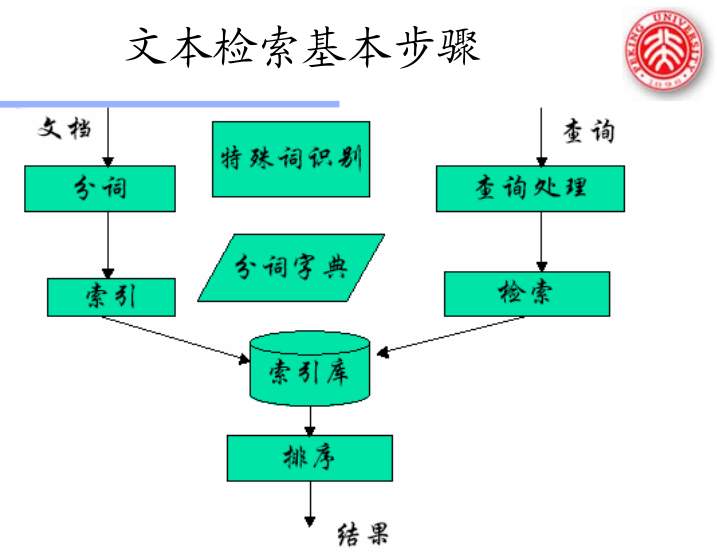 文本检索基本步骤
PEKING UNIVERSITY
1898
文档
查询
特殊词识别
分词
查询处理
分词字典
索引
检索
索引库
排序
结果